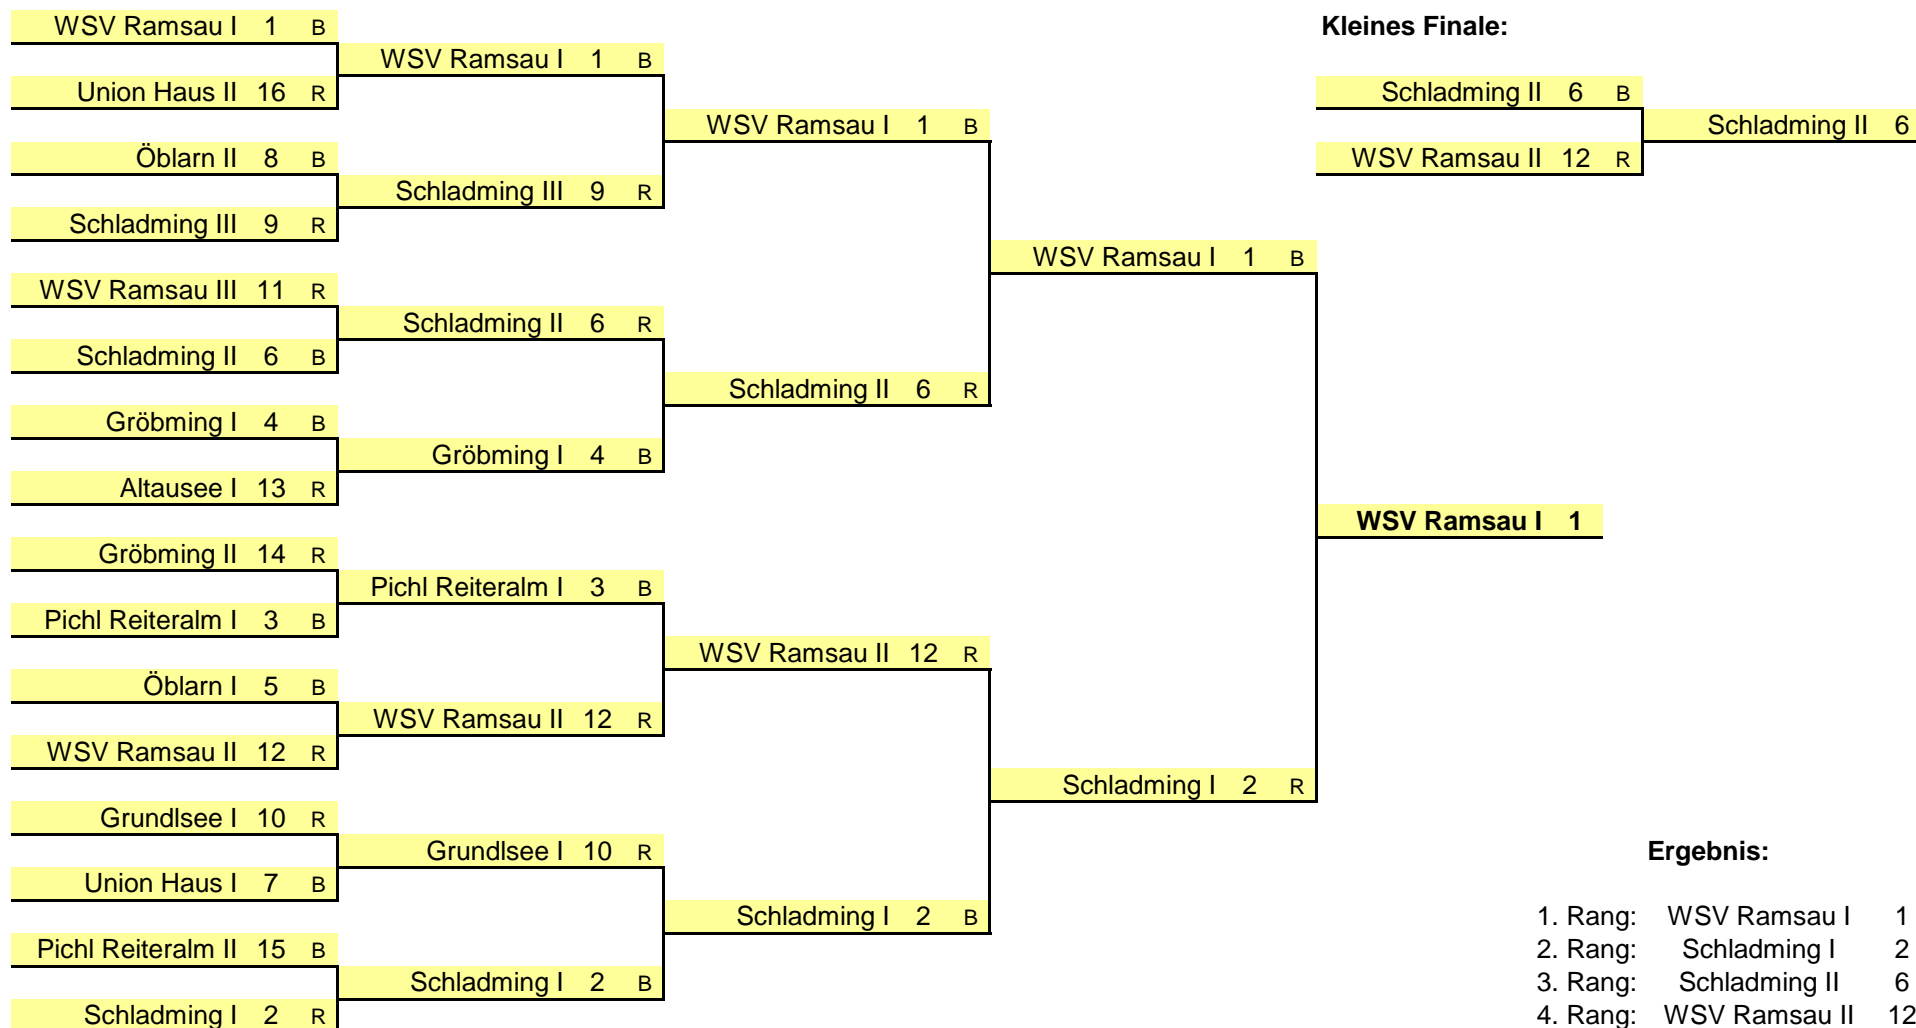 WSV Ramsau I 1 B
Kleines Finale:
WSV Ramsau I 1 B
Union Haus II 16 R
Schladming II 6 B
WSV Ramsau I 1 B
Schladming II 6
Öblarn II 8 B
WSV Ramsau II 12 R
Schladming III 9 R
Schladming III 9 R
WSV Ramsau I 1 B
WSV Ramsau III 11 R
Schladming II 6 R
Schladming II 6 B
Schladming II 6 R
Gröbming I 4 B
Gröbming I 4 B
Altausee I 13 R
WSV Ramsau I 1
Gröbming II 14 R
Pichl Reiteralm I 3 B
Pichl Reiteralm I 3 B
WSV Ramsau II 12 R
Öblarn I 5 B
WSV Ramsau II 12 R
WSV Ramsau II 12 R
Schladming I 2 R
Grundlsee I 10 R
Grundlsee I 10 R
Ergebnis:
Union Haus I 7 B
Schladming I 2 B
1. Rang: WSV Ramsau I 1
Pichl Reiteralm II 15 B
2. Rang: Schladming I 2
Schladming I 2 B
3. Rang: Schladming II 6
Schladming I 2 R
4. Rang: WSV Ramsau II 12